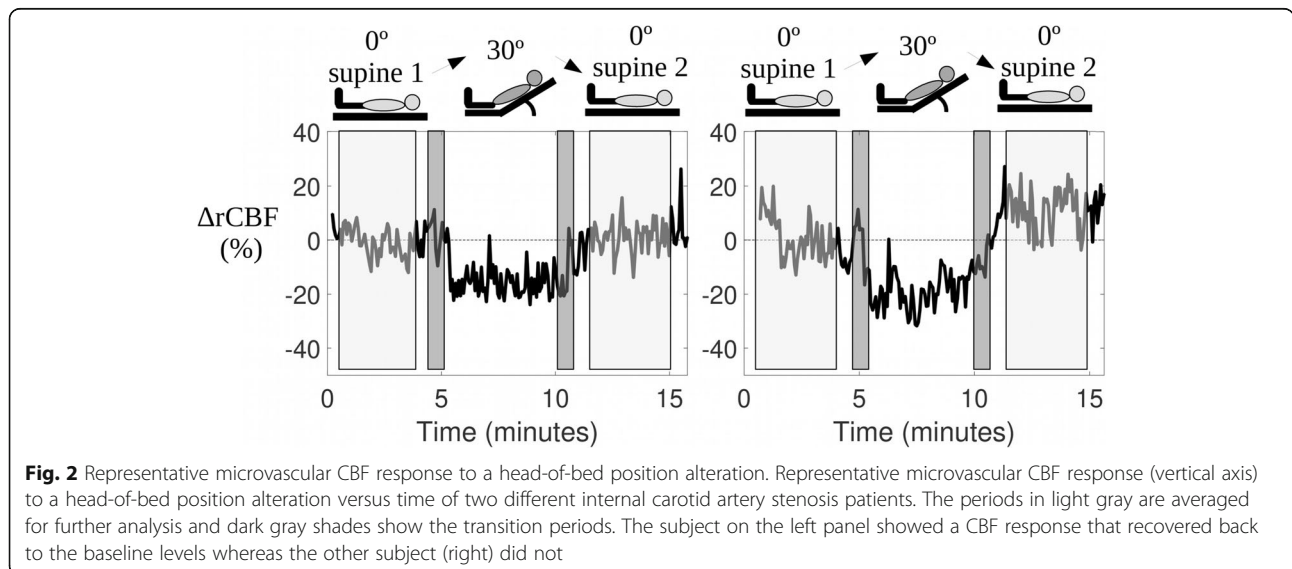 0º
supine 1
30º
0º
supine 2
0º
supine 1
30º
0º
supine 2
ΔrCBF
(%)
40
20
0
-20
-40
0
5
10
15
Time (minutes)
40
20
0
-20
-40
0
5
10
15
Time (minutes)
Fig. 2 Representative microvascular CBF response to a head-of-bed position alteration. Representative microvascular CBF response (vertical axis)
to a head-of-bed position alteration versus time of two different internal carotid artery stenosis patients. The periods in light gray are averaged
for further analysis and dark gray shades show the transition periods. The subject on the left panel showed a CBF response that recovered back
to the baseline levels whereas the other subject (right) did not